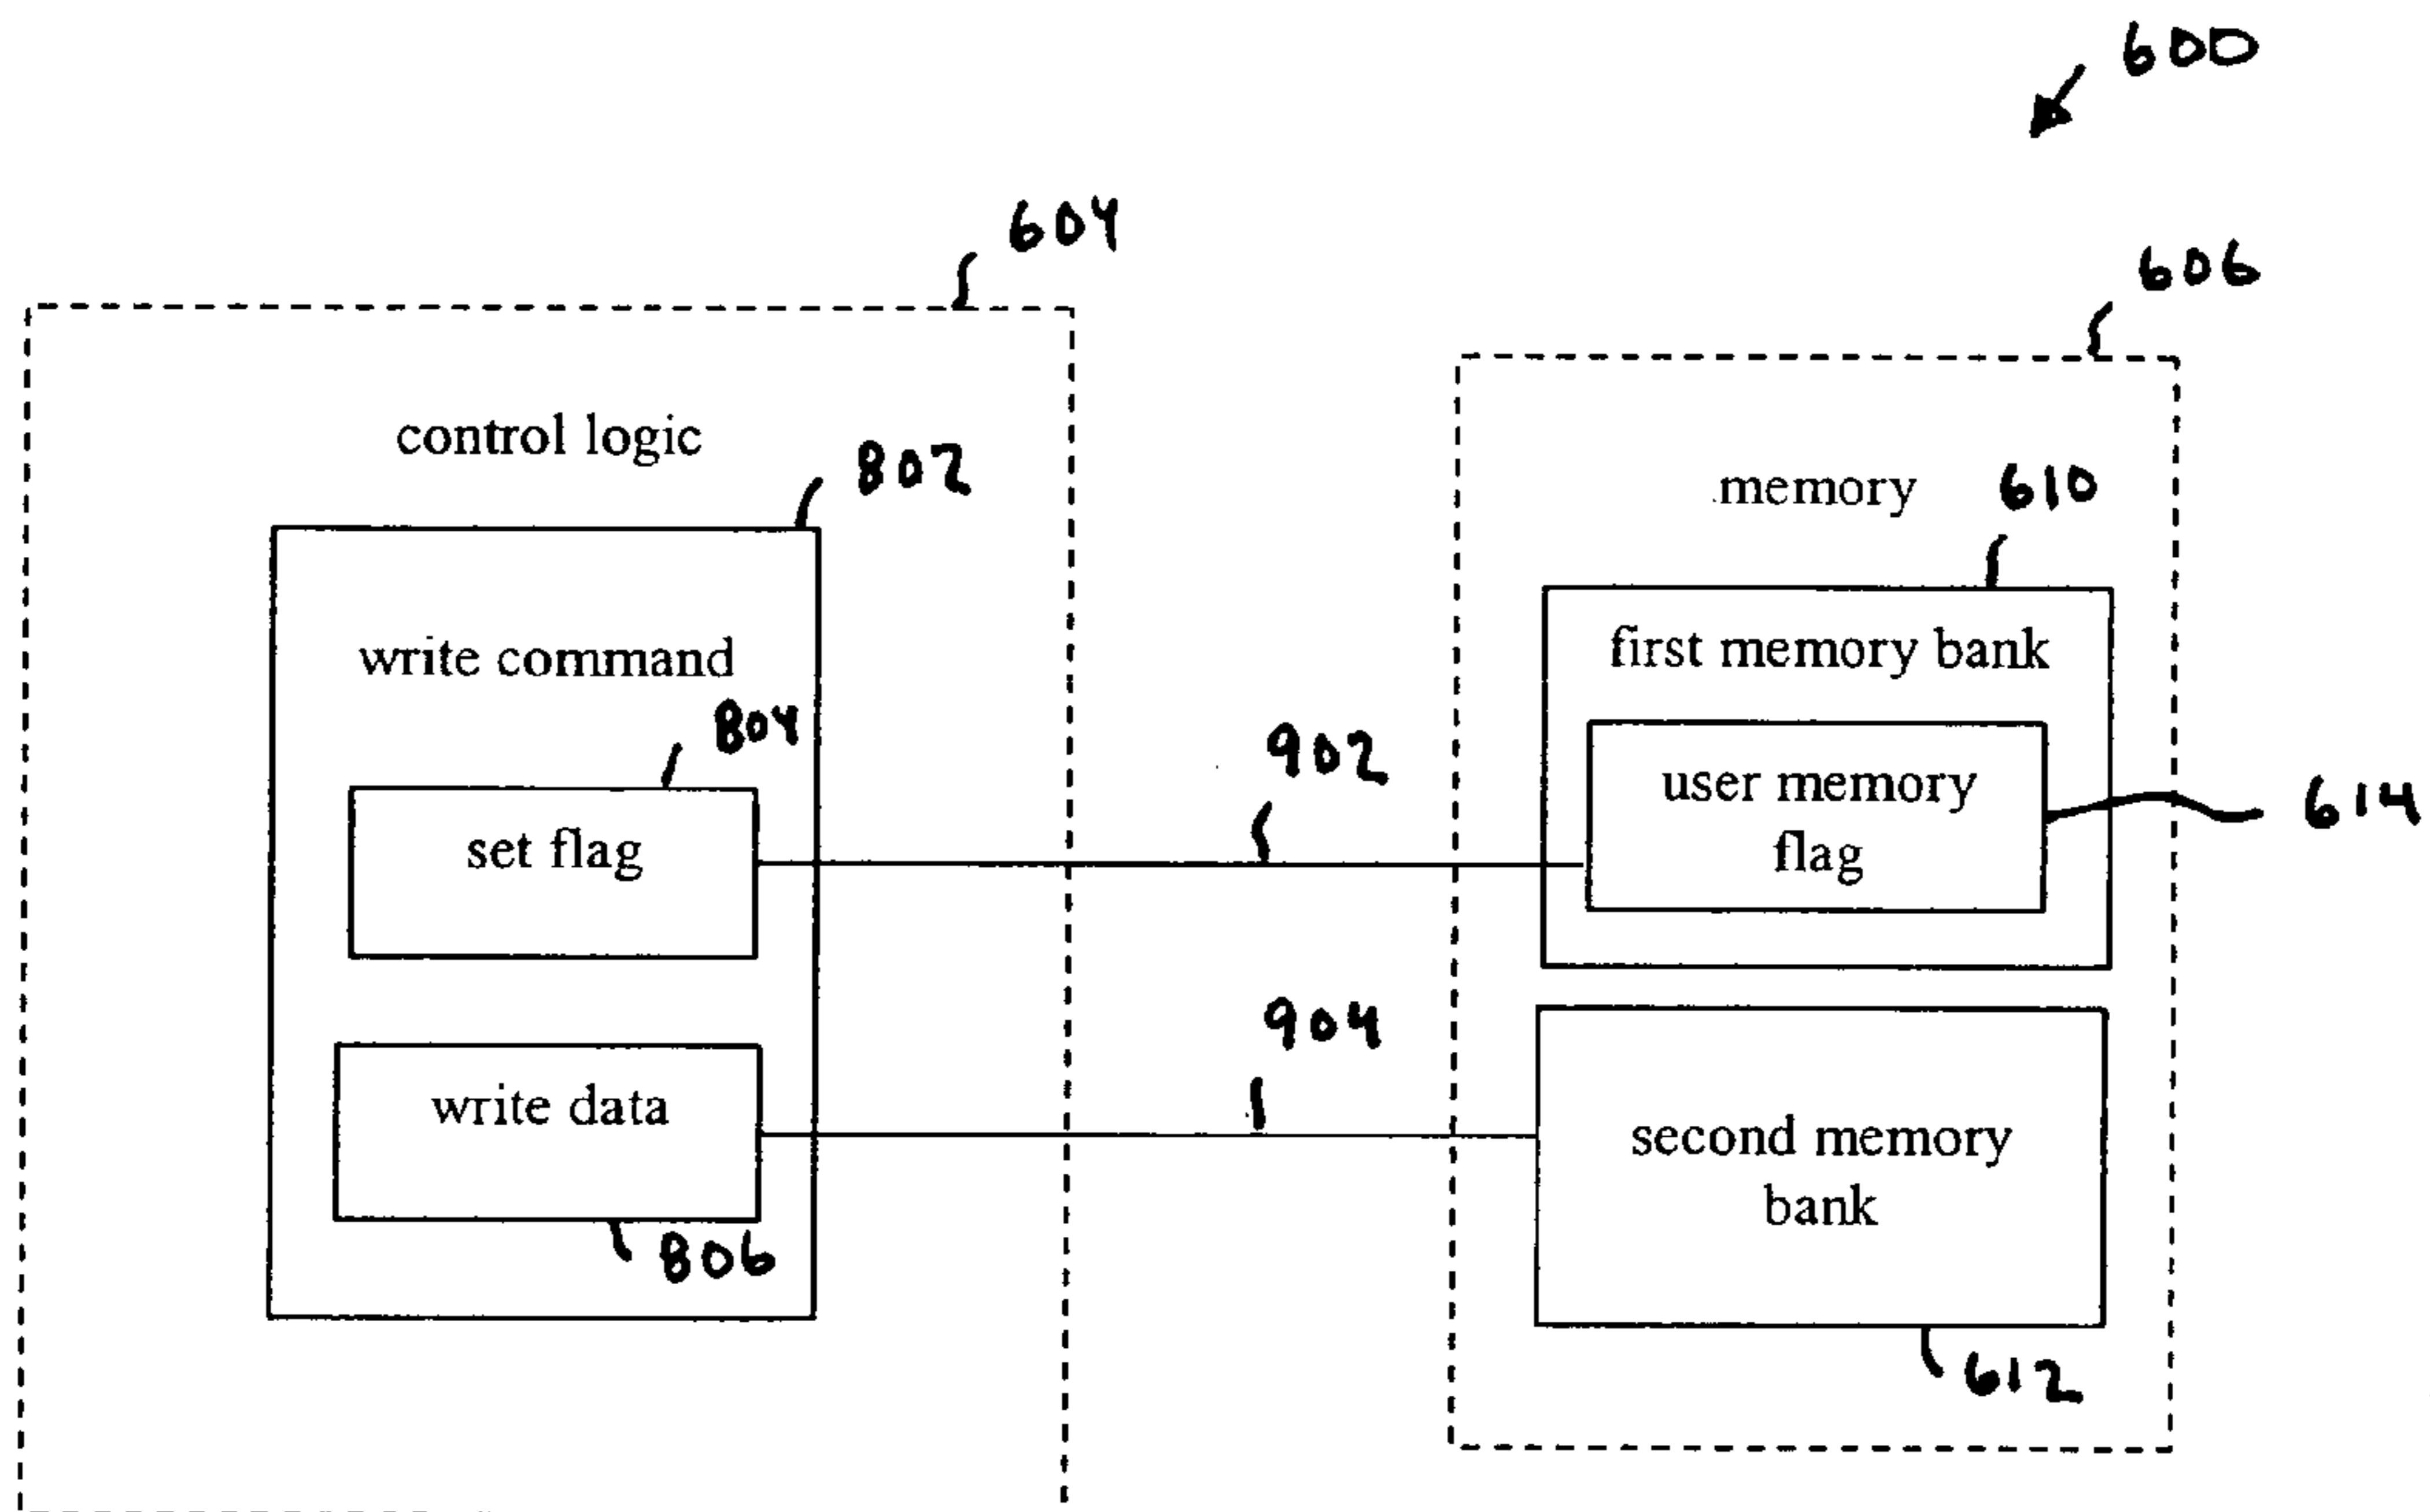 600
604
606
control logic
802
memory
610
write command
first memory bank
804
user memory
flag
614
902
set flag
904
write data
second memory
bank
806
612